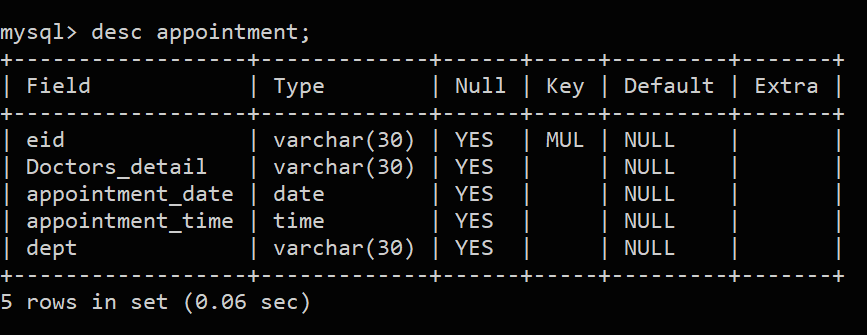 mysql> desc appointment;
+------------------+-------------+------+-----+---------+-------+
| Field            | Type        | Null | Key | Default | Extra |
+------------------+-------------+------+-----+---------+-------+
| eid              | varchar(30) | YES  | MUL | NULL    |       |
| Doctors_detail   | varchar(30) | YES  |     | NULL    |       |
| appointment_date | date        | YES  |     | NULL    |       |
| appointment_time | time        | YES  |     | NULL    |       |
| dept             | varchar(30) | YES  |     | NULL    |       |
+------------------+-------------+------+-----+---------+-------+
5 rows in set (0.06 sec)